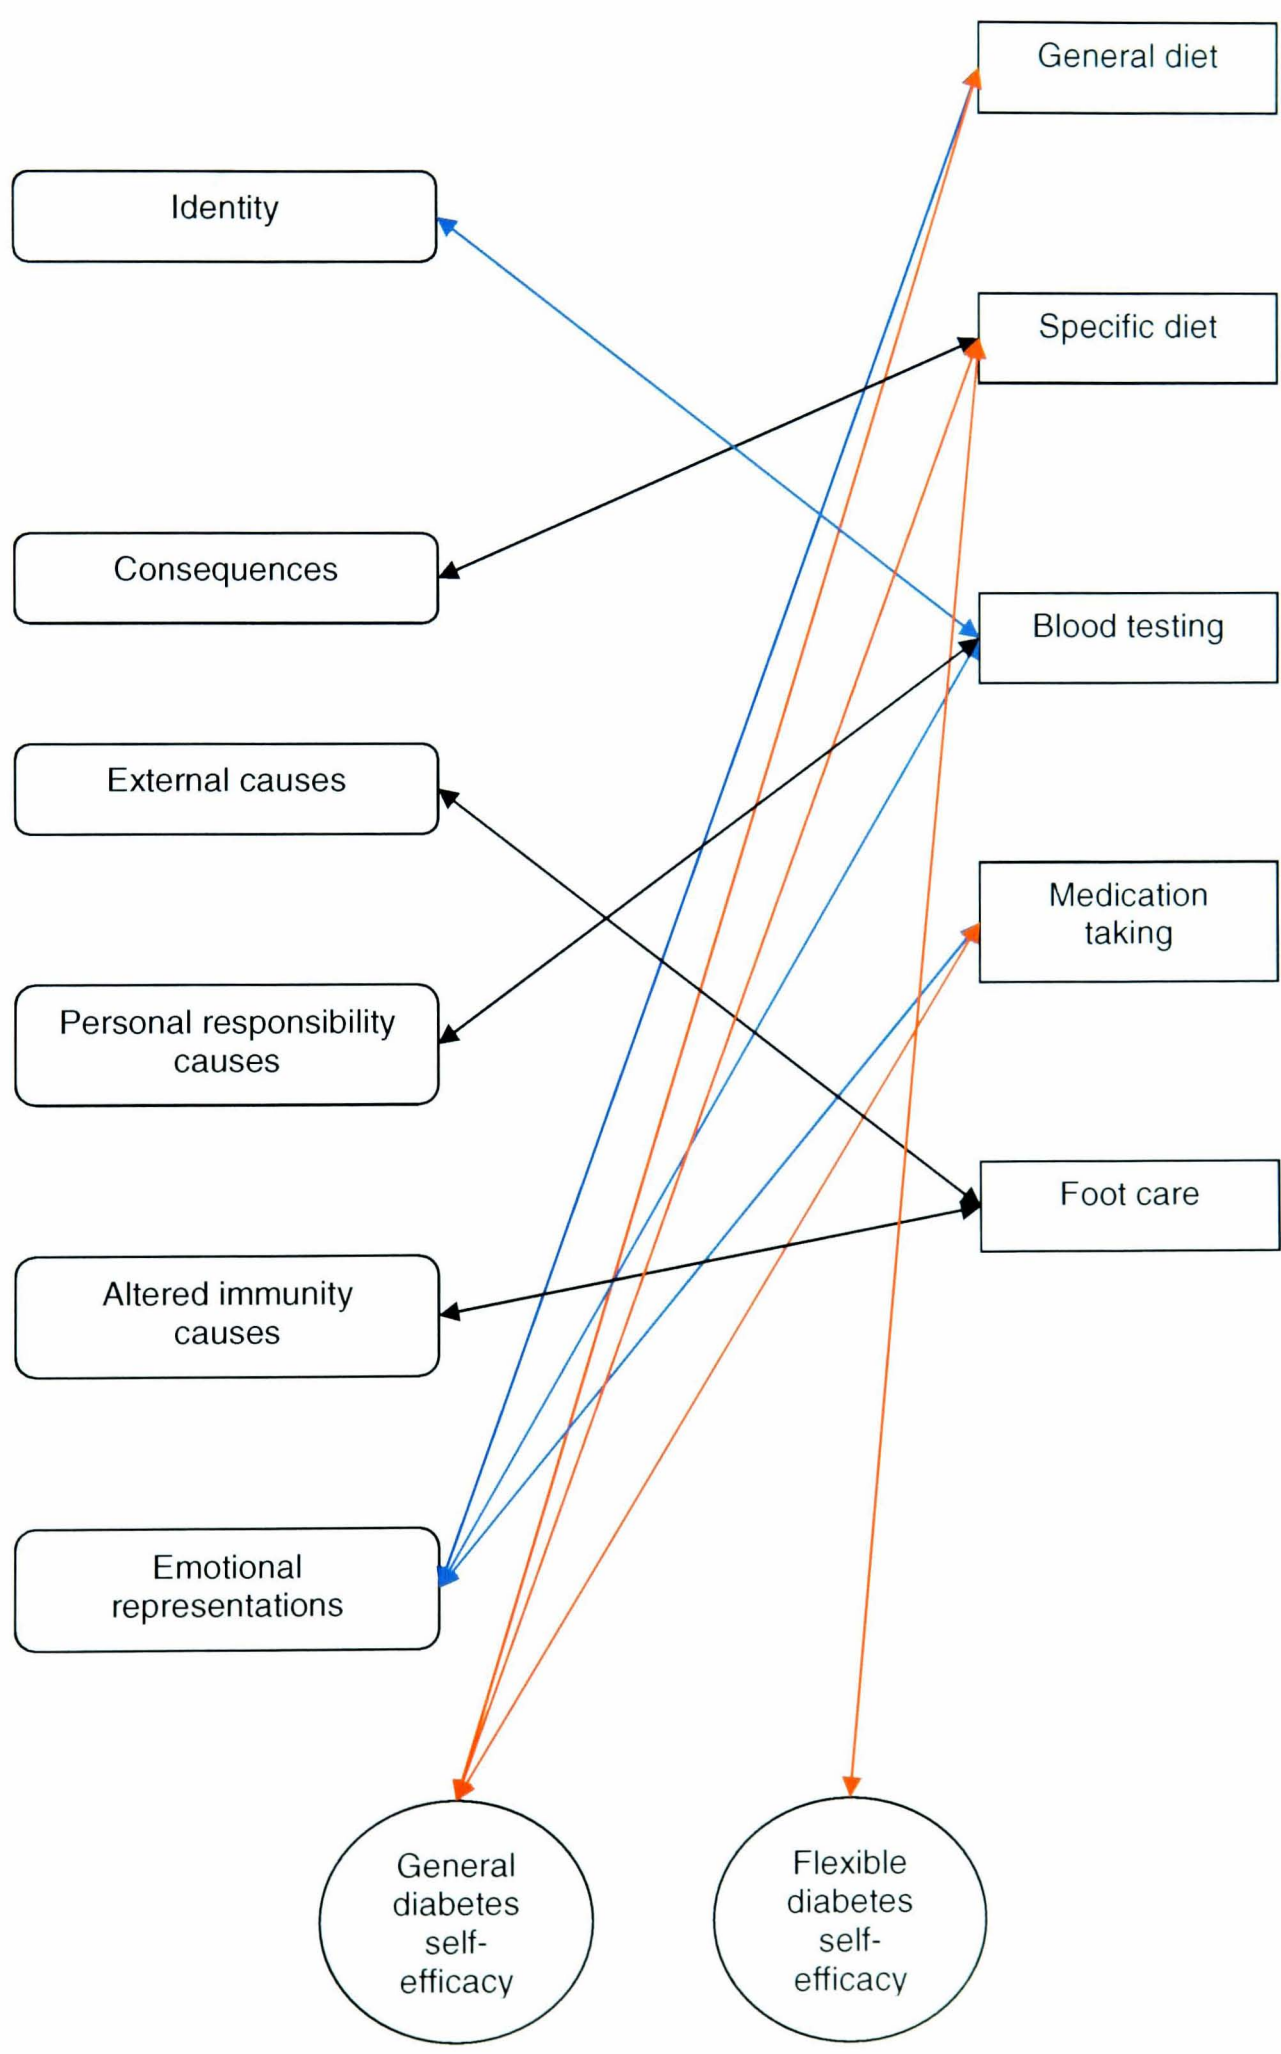 General diet
Identity
Specific diet
Consequences
Blood testing
External causes
Medication
taking
Personal responsibility
causes
Foot care
Altered immunity
causes
Emotional
representations
General
diabetes
self-
efficacy
Flexible
diabetes
self-
efficacy